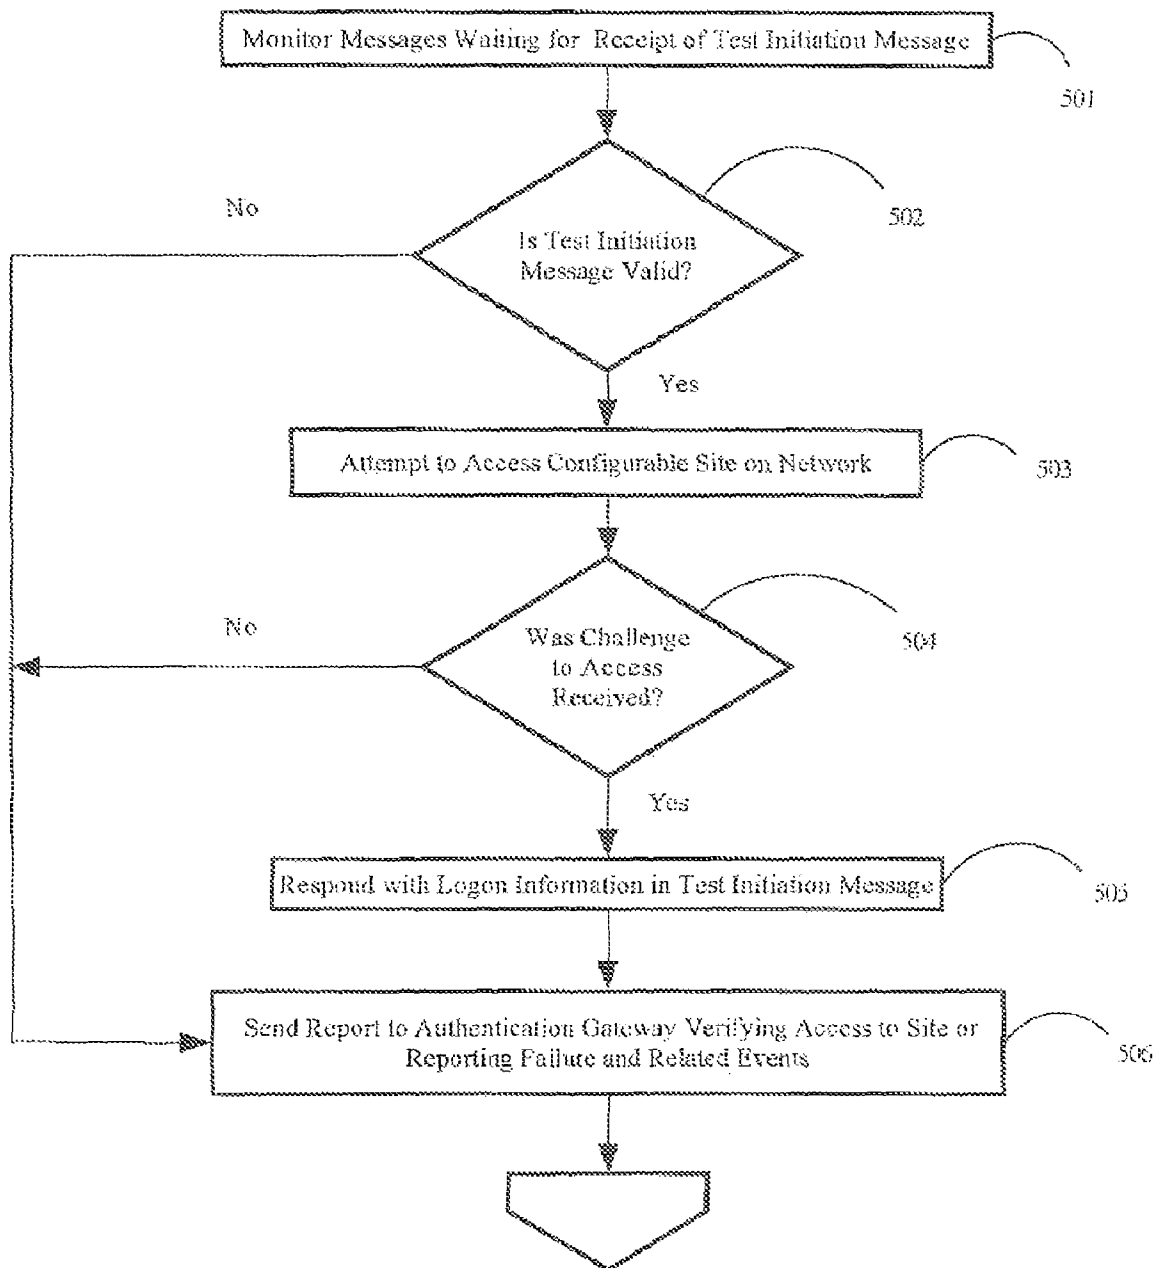 Monitor Messages Waiting for Receipt of Test Initiation Message
501
No
502
Is Test Initiation
Message Valid?
Yes
Attempt to Access Configurable Site on Network
503
No
Was Challenge
to Access
Received?
504
Yes
Respond with Logon Information in Test Initiation Message
505
Send Report to Authentication Gateway Verifying Access to Site or
Reporting Failure and Related Events
506